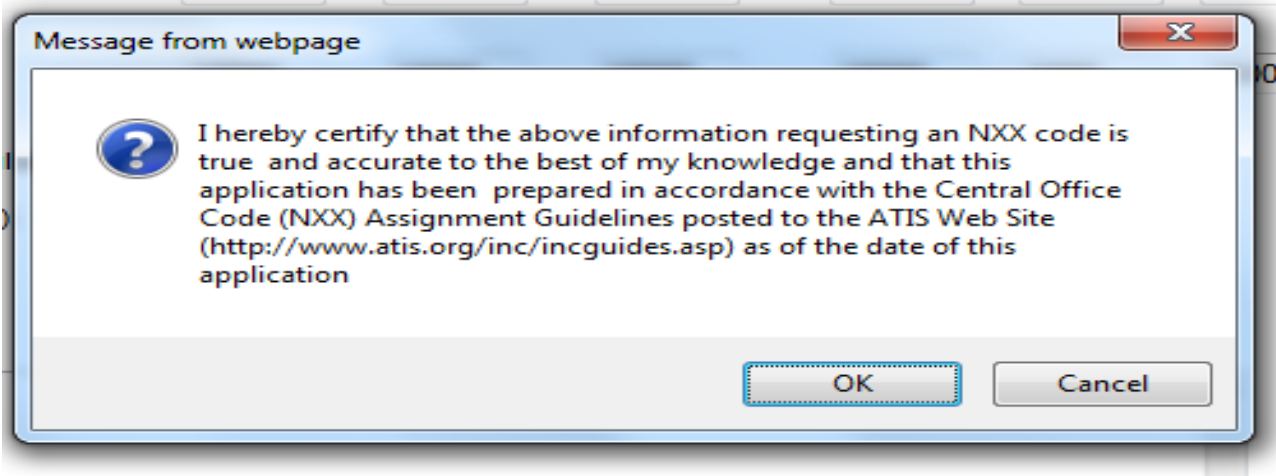 Message from webpage
I hereby certify that the above information requesting an NXX code is
true  and accurate to the best of my knowledge and that this
application has been  prepared in accordance with the Central Office
Code (NXX) Assignment Guidelines posted to the ATIS Web Site
(http://www.atis.org/inc/incguides.asp) as of the date of this
application
OK
Cancel